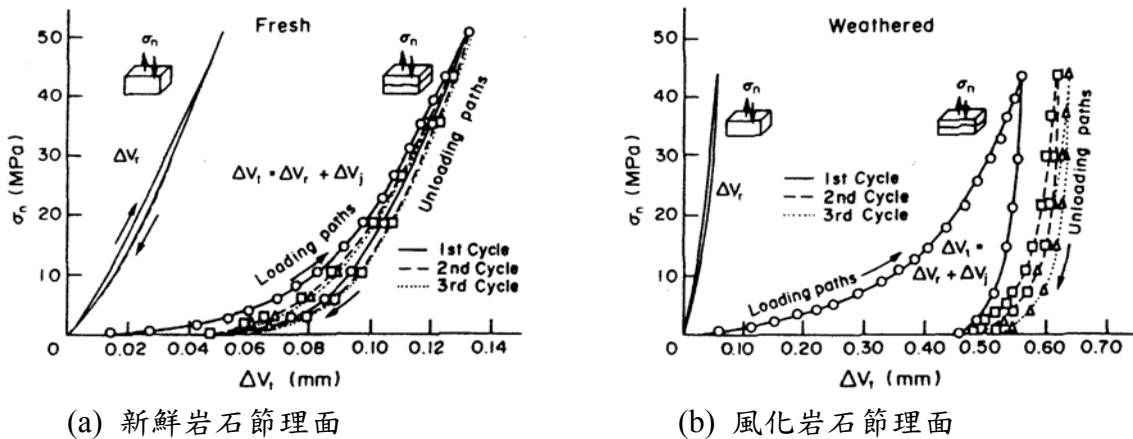 Fresh
50
40
30
20
10
0
σn (MPa)
σn
σn
ΔVr
ΔVt = ΔVr + ΔVj
Loading paths
Unloading paths
1st Cycle
2nd Cycle
3rd Cycle
0.02
0.04
0.06
0.08
0.10
0.12
0.14
ΔVt (mm)
(a) 新鮮岩石節理面
Weathered
50
40
30
20
10
0
σn (MPa)
σn
σn
ΔVr
1st Cycle
2nd Cycle
3rd Cycle
Loading paths
ΔVt =
ΔVr + ΔVj
Unloading paths
0.10
0.20
0.30
0.40
0.50
0.60
0.70
ΔVt (mm)
(b) 風化岩石節理面